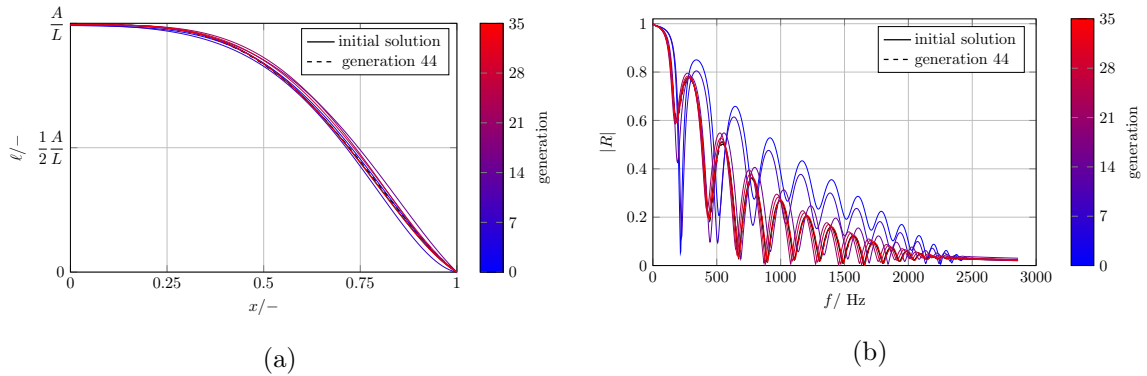 A/L
1/2 A/L
0
ℓ/−
0 0.25 0.5 0.75 1
x/−
initial solution
generation 44
35
28
21
14
7
0
generation
(a)
1
0.8
0.6
0.4
0.2
0
|R|
0 500 1000 1500 2000 2500 3000
f/ Hz
initial solution
generation 44
35
28
21
14
7
0
generation
(b)